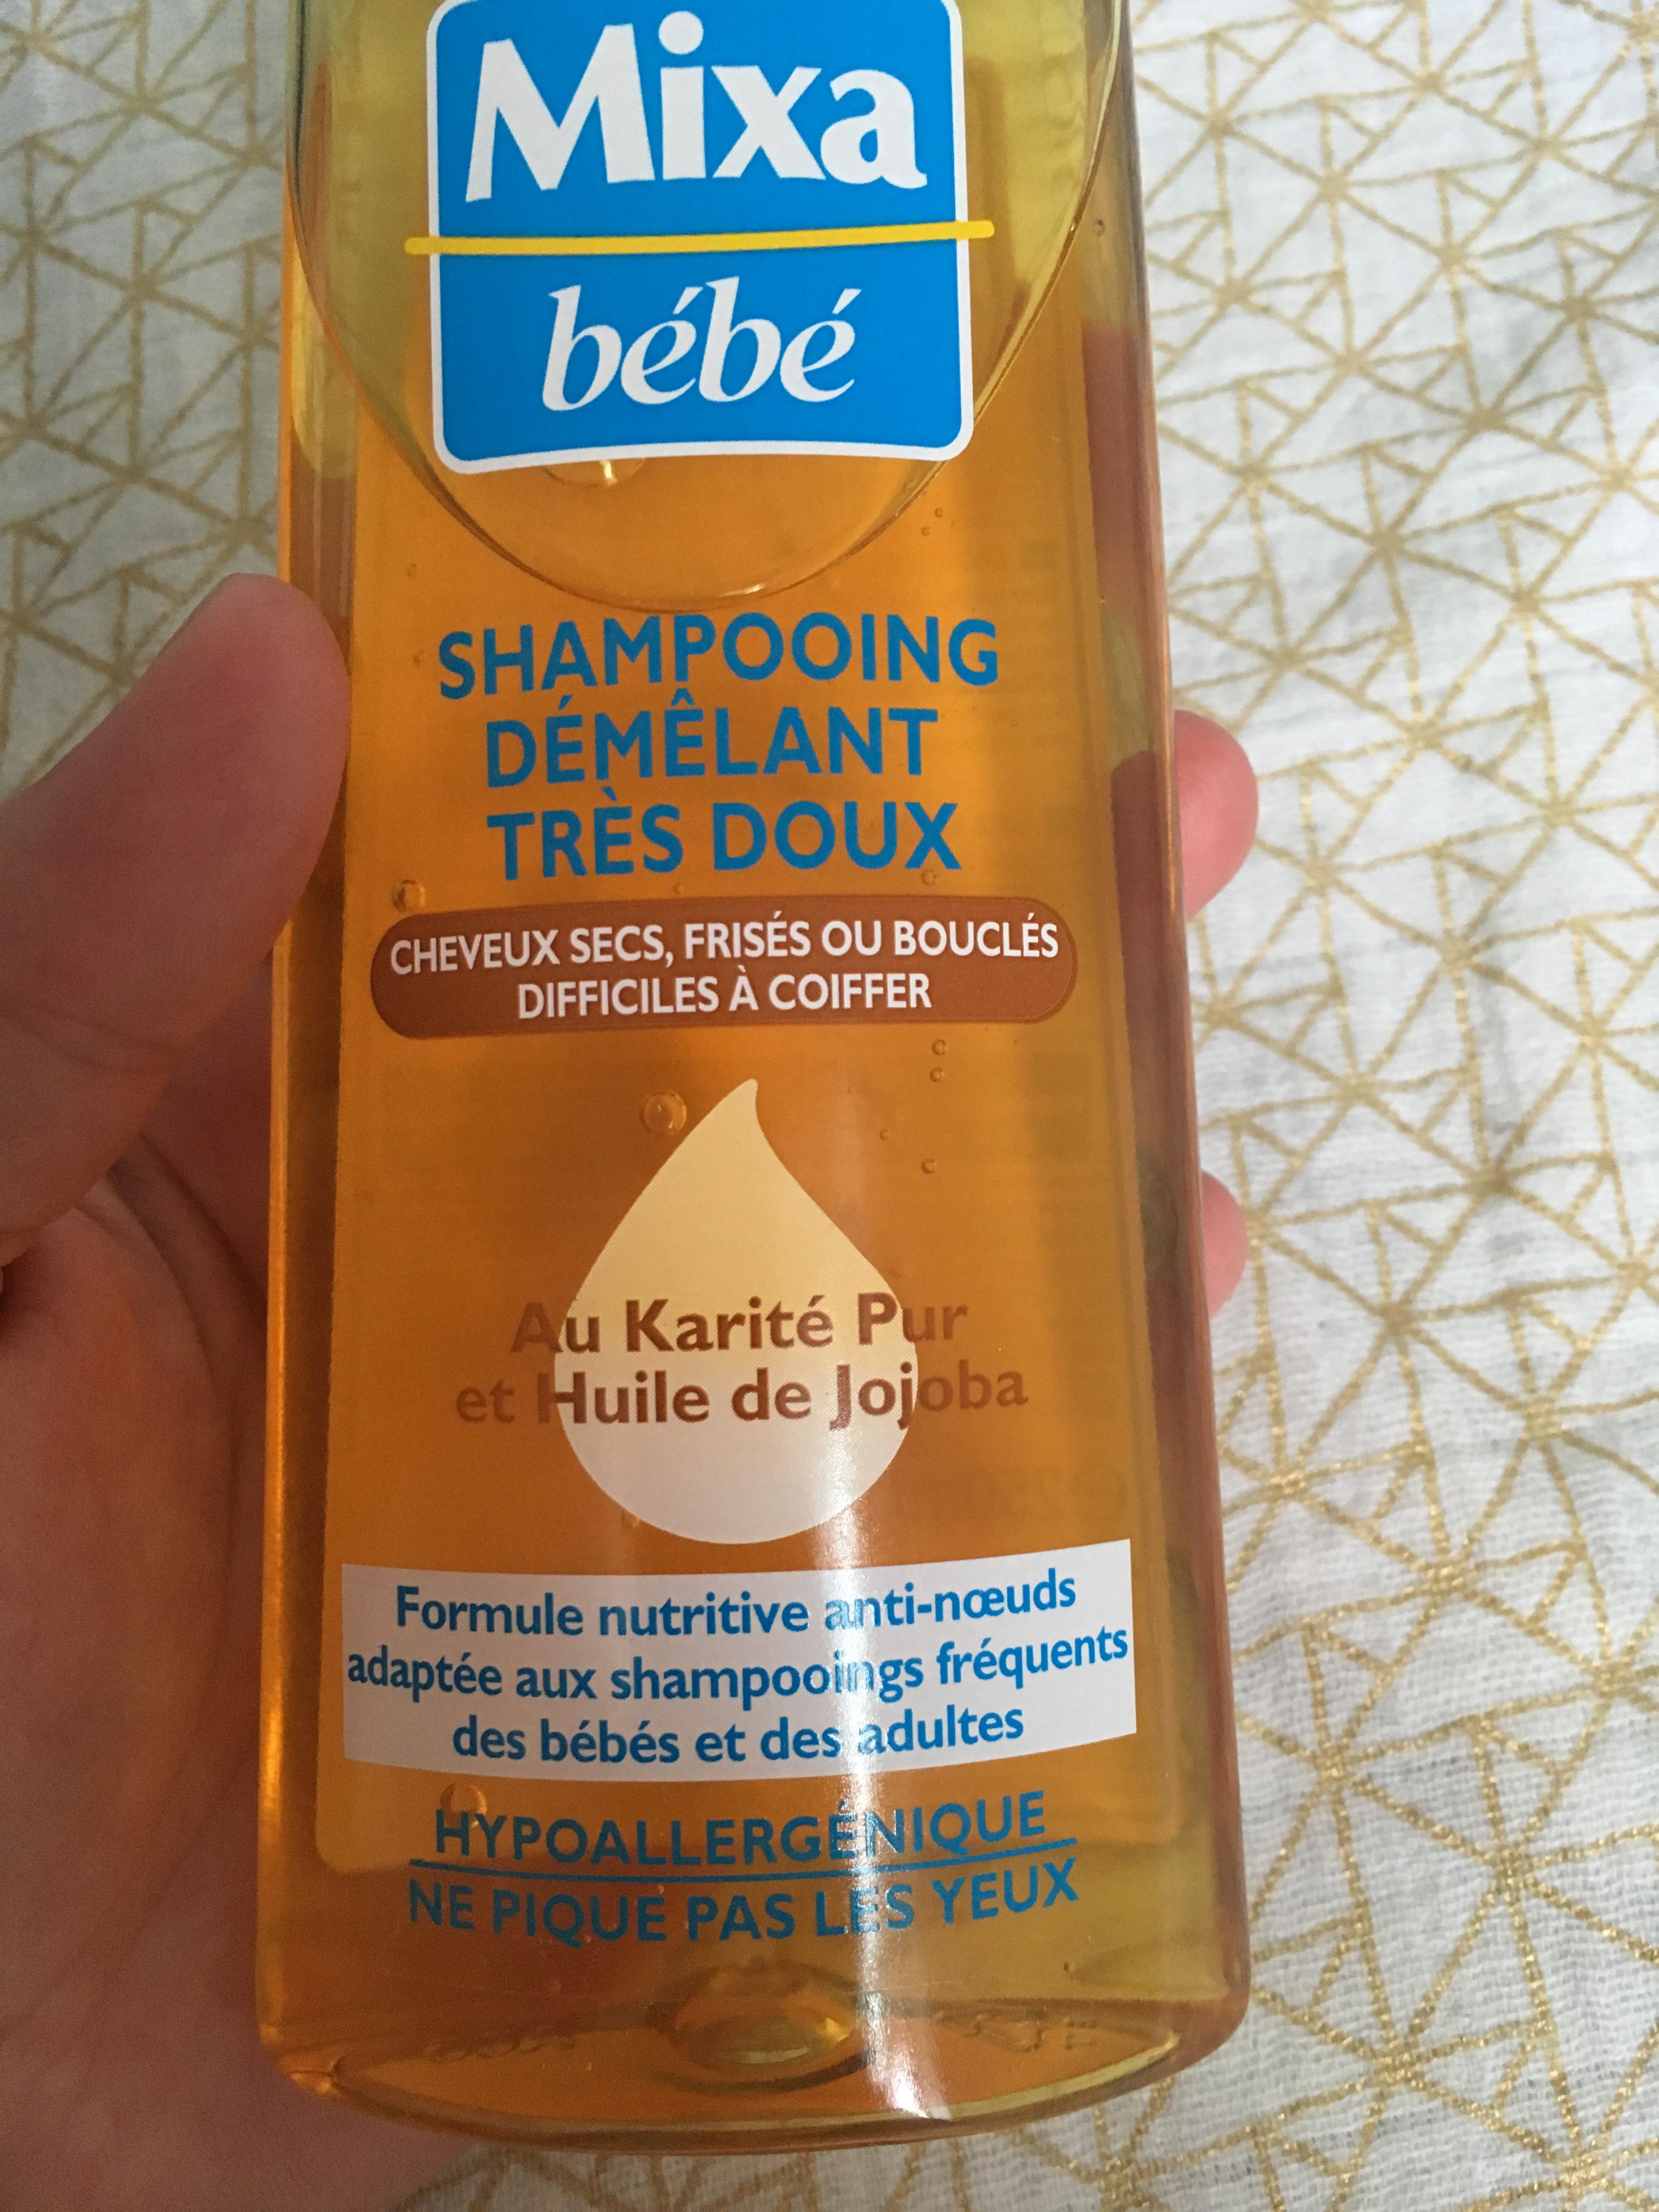 Mixa
bébé
SHAMPOOING
DÉMÊLANT
TRÈS DOUX
CHEVEUX SECS, FRISÉS OU BOUCLÉS
DIFFICILES À COIFFER
Au Karité Pur
et Huile de Jojoba
Formule nutritive anti-nœuds
adaptée aux shampooings fréquents
des bébés et des adultes
HYPOALLERGÉNIQUE
NE PIQUE PAS LES YEUX